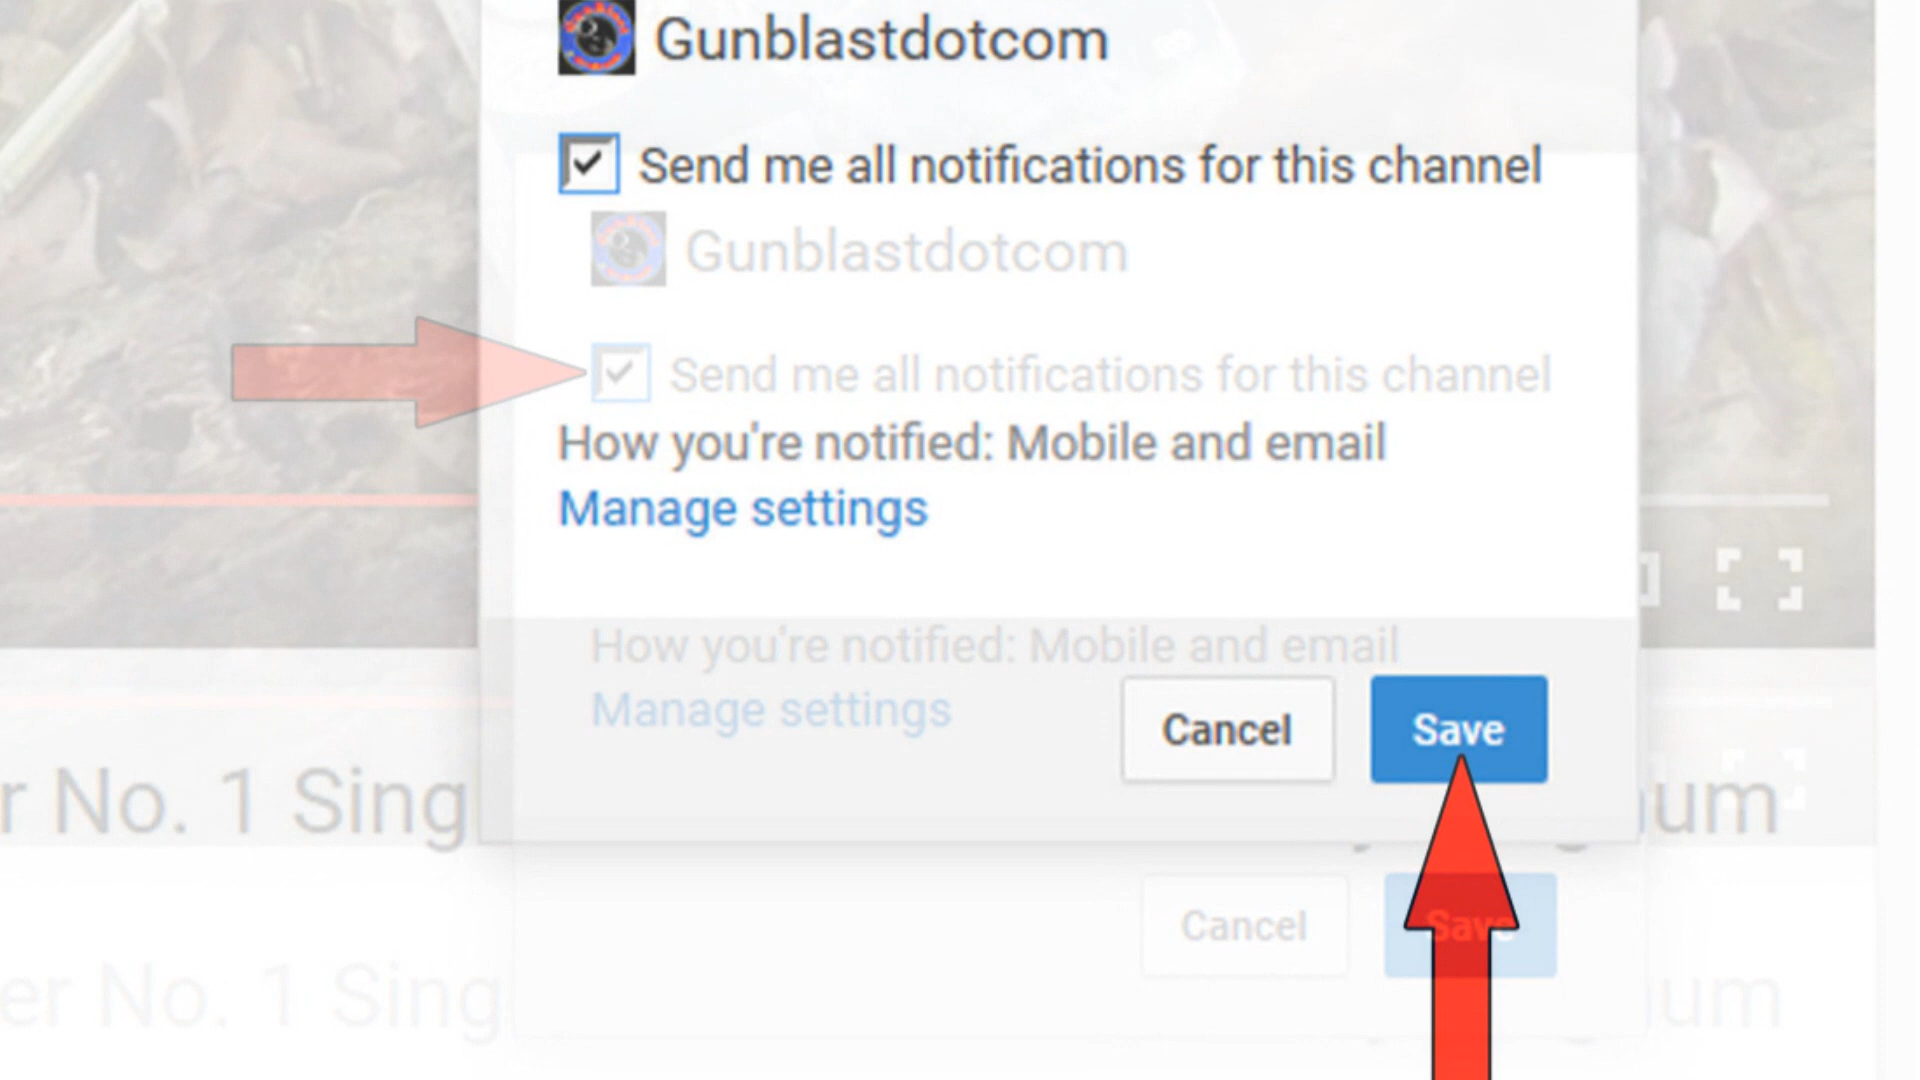 Gunblastdotcom
Send me all notifications for this channel
Gunblastdotcom
Send me all notifications for this channel
How you're notified: Mobile and email
Manage settings
How you're notified: Mobile and email
Manage settings
Cancel
Save
r No. 1 Sing
um
Cancel
Save
er No. 1 Sing
um